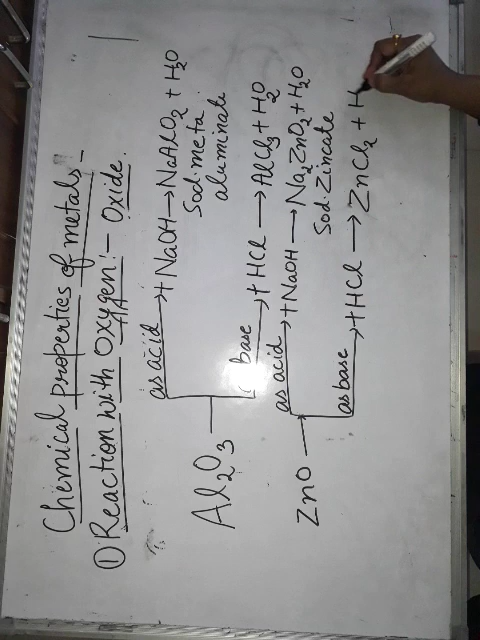 Chemical properties of metals -
① Reaction with Oxygen :- Oxide.
as acid → + NaOH → NaAlO₂ + H₂O
Sod. meta
aluminate
Al₂O₃
base → + HCl → AlCl₃ + H₂O
as acid → + NaOH → Na₂ZnO₂ + H₂O
Sod. Zincate
ZnO →
as base → + HCl → ZnCl₂ + H